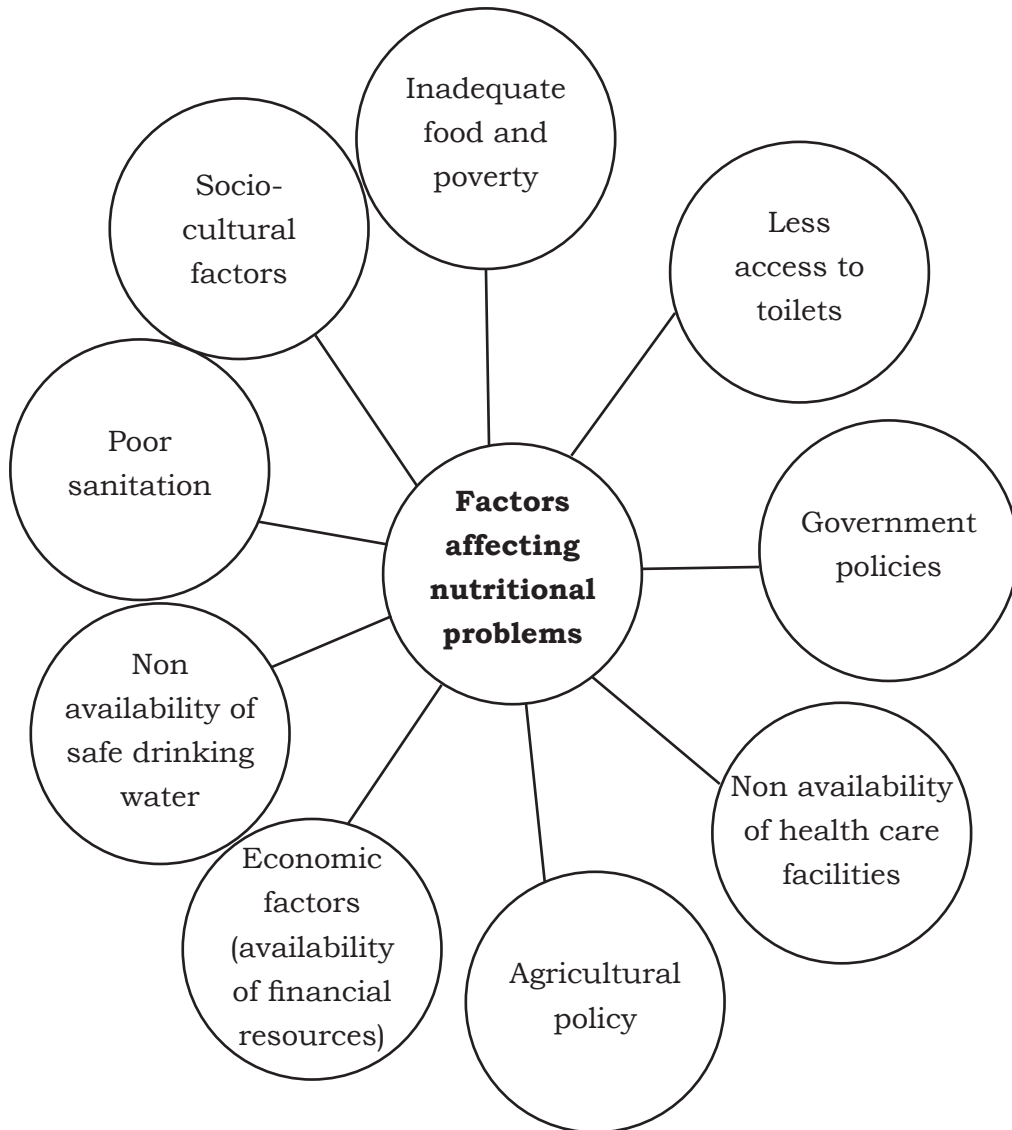 Inadequate
food and
poverty
Socio-
cultural
factors
Less
access to
toilets
Poor
sanitation
Factors
affecting
nutritional
problems
Government
policies
Non
availability of
safe drinking
water
Non availability
of health care
facilities
Economic
factors
(availability
of financial
resources)
Agricultural
policy